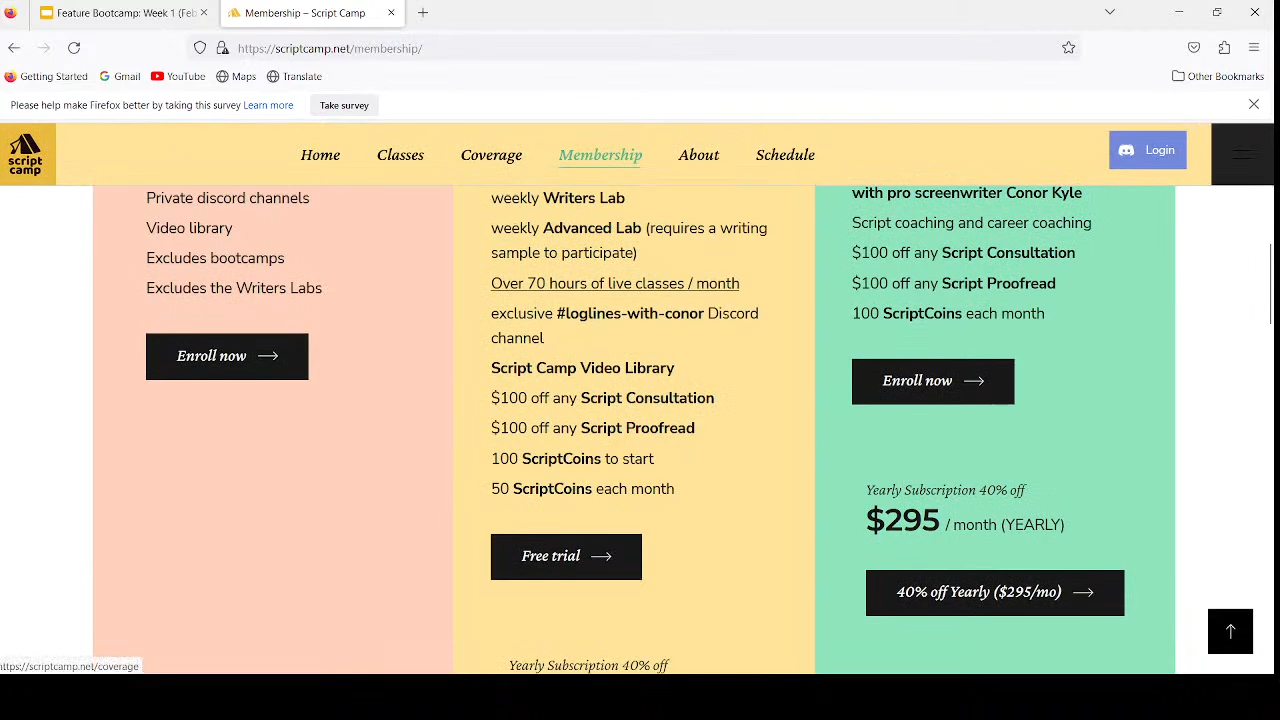 Feature Bootcamp: Week 1 (Feb
Membership – Script Camp
https://scriptcamp.net/membership/
Getting Started
Gmail
YouTube
Maps
Translate
Other Bookmarks
Please help make Firefox better by taking this survey Learn more
Take survey
script
camp
Home
Classes
Coverage
Membership
About
Schedule
Login
Private discord channels
Video library
Excludes bootcamps
Excludes the Writers Labs
Enroll now
weekly Writers Lab
weekly Advanced Lab (requires a writing
sample to participate)
Over 70 hours of live classes / month
exclusive #loglines-with-conor Discord
channel
Script Camp Video Library
$100 off any Script Consultation
$100 off any Script Proofread
100 ScriptCoins to start
50 ScriptCoins each month
Free trial
Yearly Subscription 40% off
with pro screenwriter Conor Kyle
Script coaching and career coaching
$100 off any Script Consultation
$100 off any Script Proofread
100 ScriptCoins each month
Enroll now
Yearly Subscription 40% off
$295 / month (YEARLY)
40% off Yearly ($295/mo)
https://scriptcamp.net/coverage